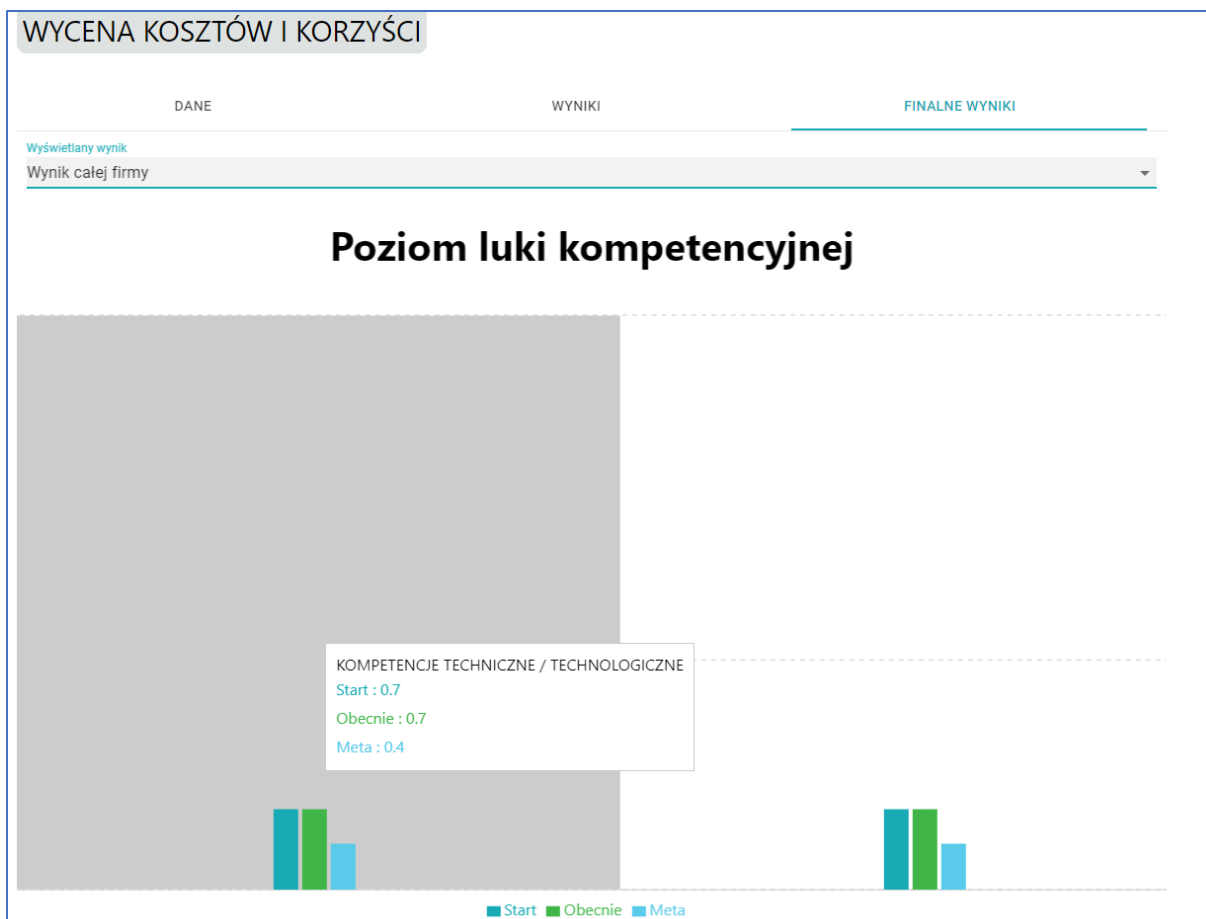 WYCENA KOSZTÓW I KORZYŚCI
DANE
WYNIKI
FINALNE WYNIKI
Wyświetlany wynik
Wynik całej firmy
Poziom luki kompetencyjnej
KOMPETENCJE TECHNICZNE / TECHNOLOGICZNE
Start : 0.7
Obecnie : 0.7
Meta : 0.4
Start Obecnie Meta